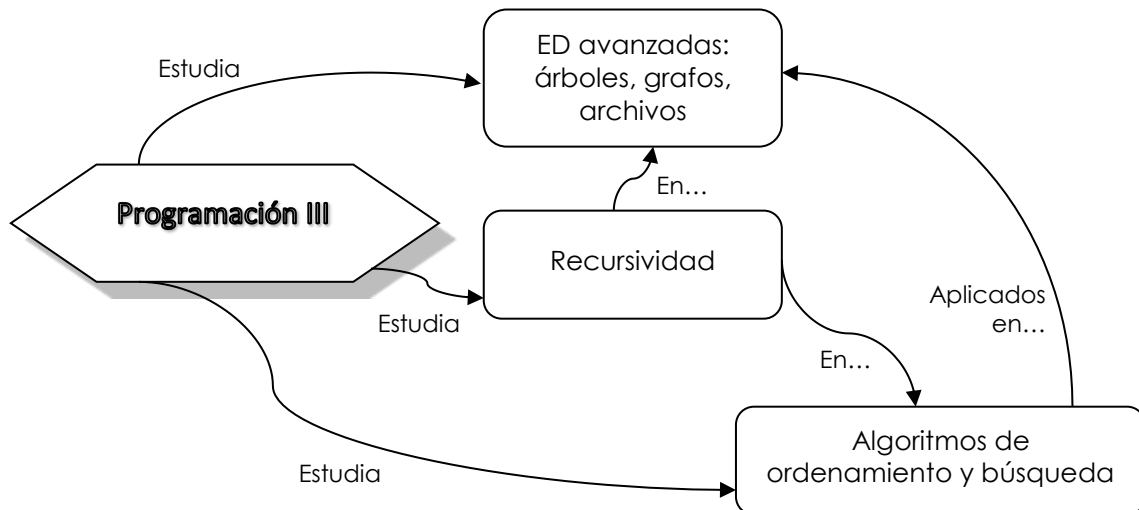 ED avanzadas:
árboles, grafos,
archivos
Estudia
En…
Programación III
Recursividad
Estudia
Aplicados
en…
En…
Algoritmos de
ordenamiento y búsqueda
Estudia